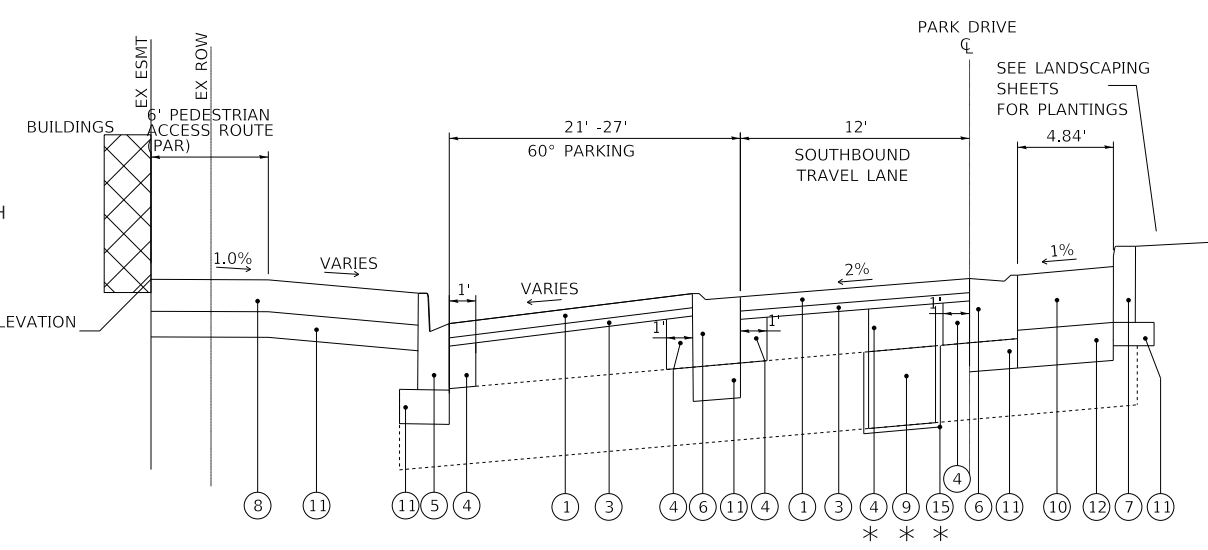 PARK DRIVE
℄
EX ESMT
EX ROW
SEE LANDSCAPING
SHEETS
FOR PLANTINGS
BUILDINGS
6' PEDESTRIAN
ACCESS ROUTE
(PAR)
21' -27'
60° PARKING
12'
SOUTHBOUND
TRAVEL LANE
4.84'
H
1.0%
VARIES
1'
VARIES
2%
1%
LEVATION
1'
1'
1'
4
8
11
11
5
4
1
3
4
6
11
4
1
3
4
9
15
6
11
10
12
7
11
* * *